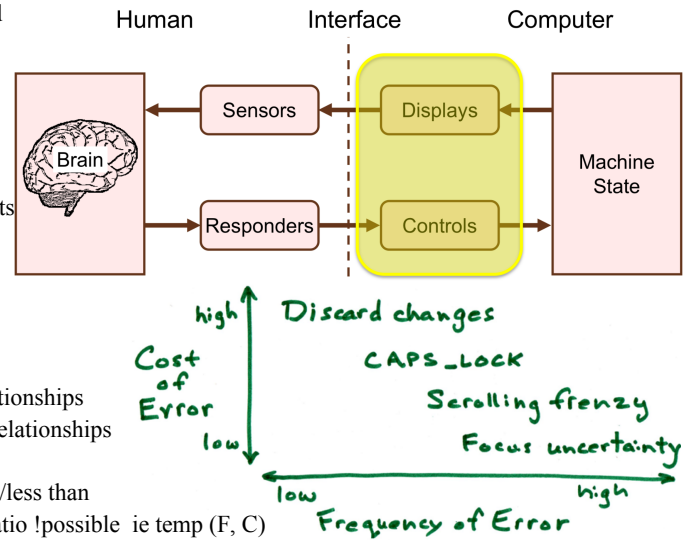 d
Human Interface Computer
Sensors Displays
Brain
Machine
State
ts
Responders Controls
high Discard changes
Cost
of
Error
CAPS_LOCK
tionships
Scrolling frenzy
elationships
low
Focus uncertainty
/less than
low high
atio !possible ie temp (F, C)
Frequency of Error